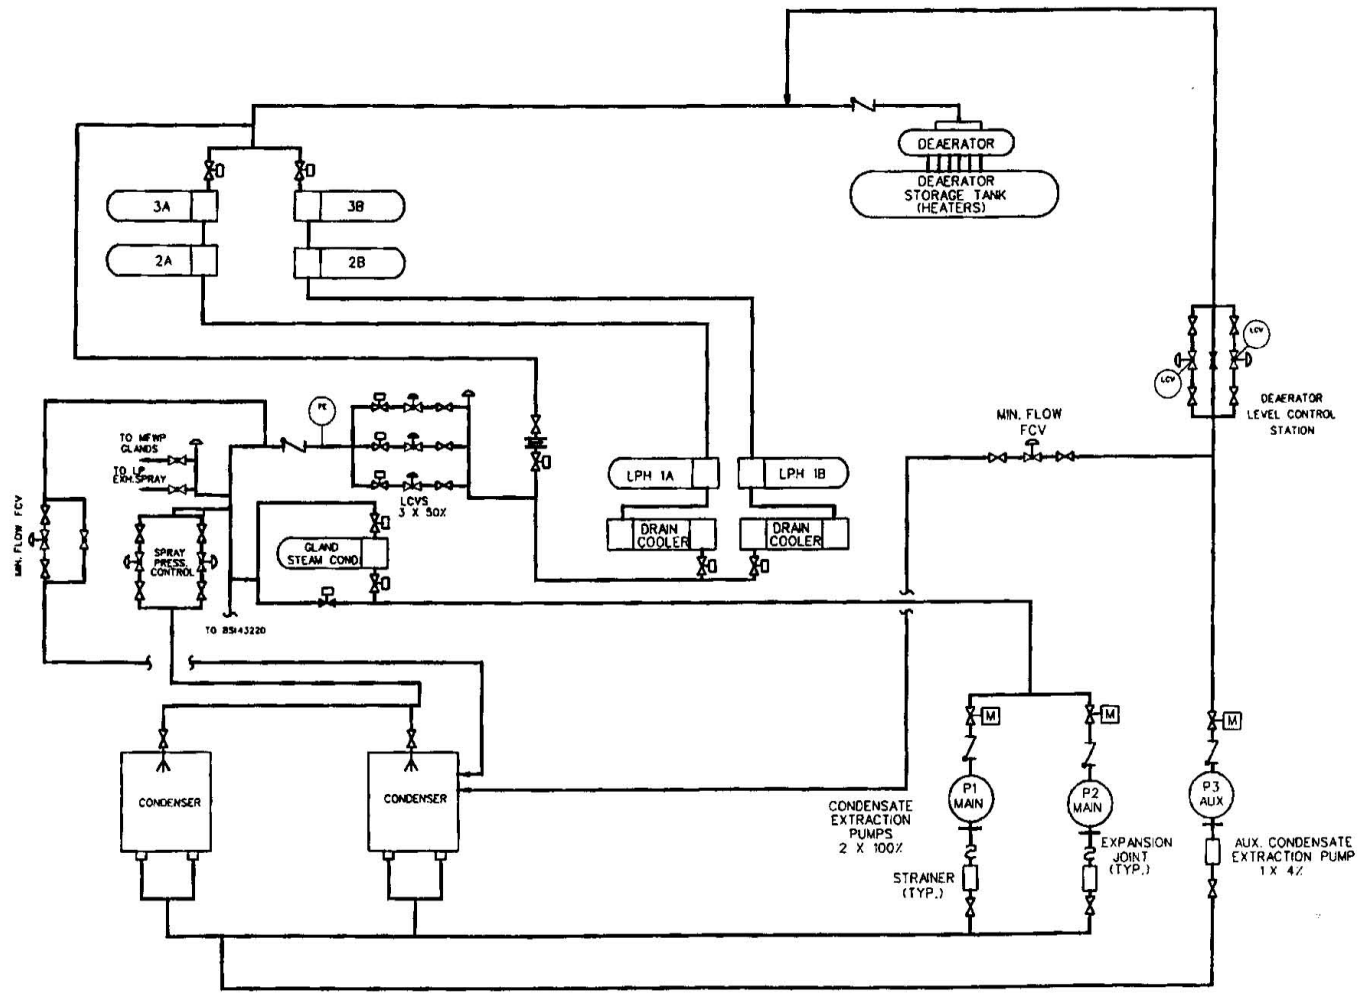 DEAERATOR
DEAERATOR
STORAGE TANK
(HEATERS)
3A
3B
2A
2B
LCV
LCV
DEAERATOR
LEVEL CONTROL
STATION
MIN. FLOW
FCV
FE
TO MFWP
GLANDS
TO LP
EXH.SPRAY
LCVS
3 X 50%
LPH 1A
LPH 1B
DRAIN
COOLER
DRAIN
COOLER
MIN. FLOW FCV
SPRAY
PRESS.
CONTROL
GLAND
STEAM COND.
TO BSI43220
M
M
M
CONDENSER
CONDENSER
P1
MAIN
P2
MAIN
P3
AUX
CONDENSATE
EXTRACTION
PUMPS
2 X 100%
EXPANSION
JOINT
(TYP.)
AUX. CONDENSATE
EXTRACTION PUMP
1 X 4%
STRAINER
(TYP.)